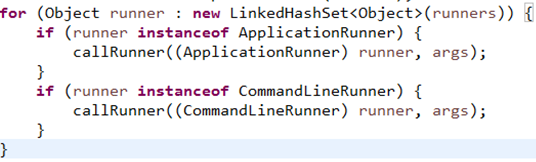 for (Object runner : new LinkedHashSet<Object>(runners)) {
    if (runner instanceof ApplicationRunner) {
        callRunner((ApplicationRunner) runner, args);
    }
    if (runner instanceof CommandLineRunner) {
        callRunner((CommandLineRunner) runner, args);
    }
}